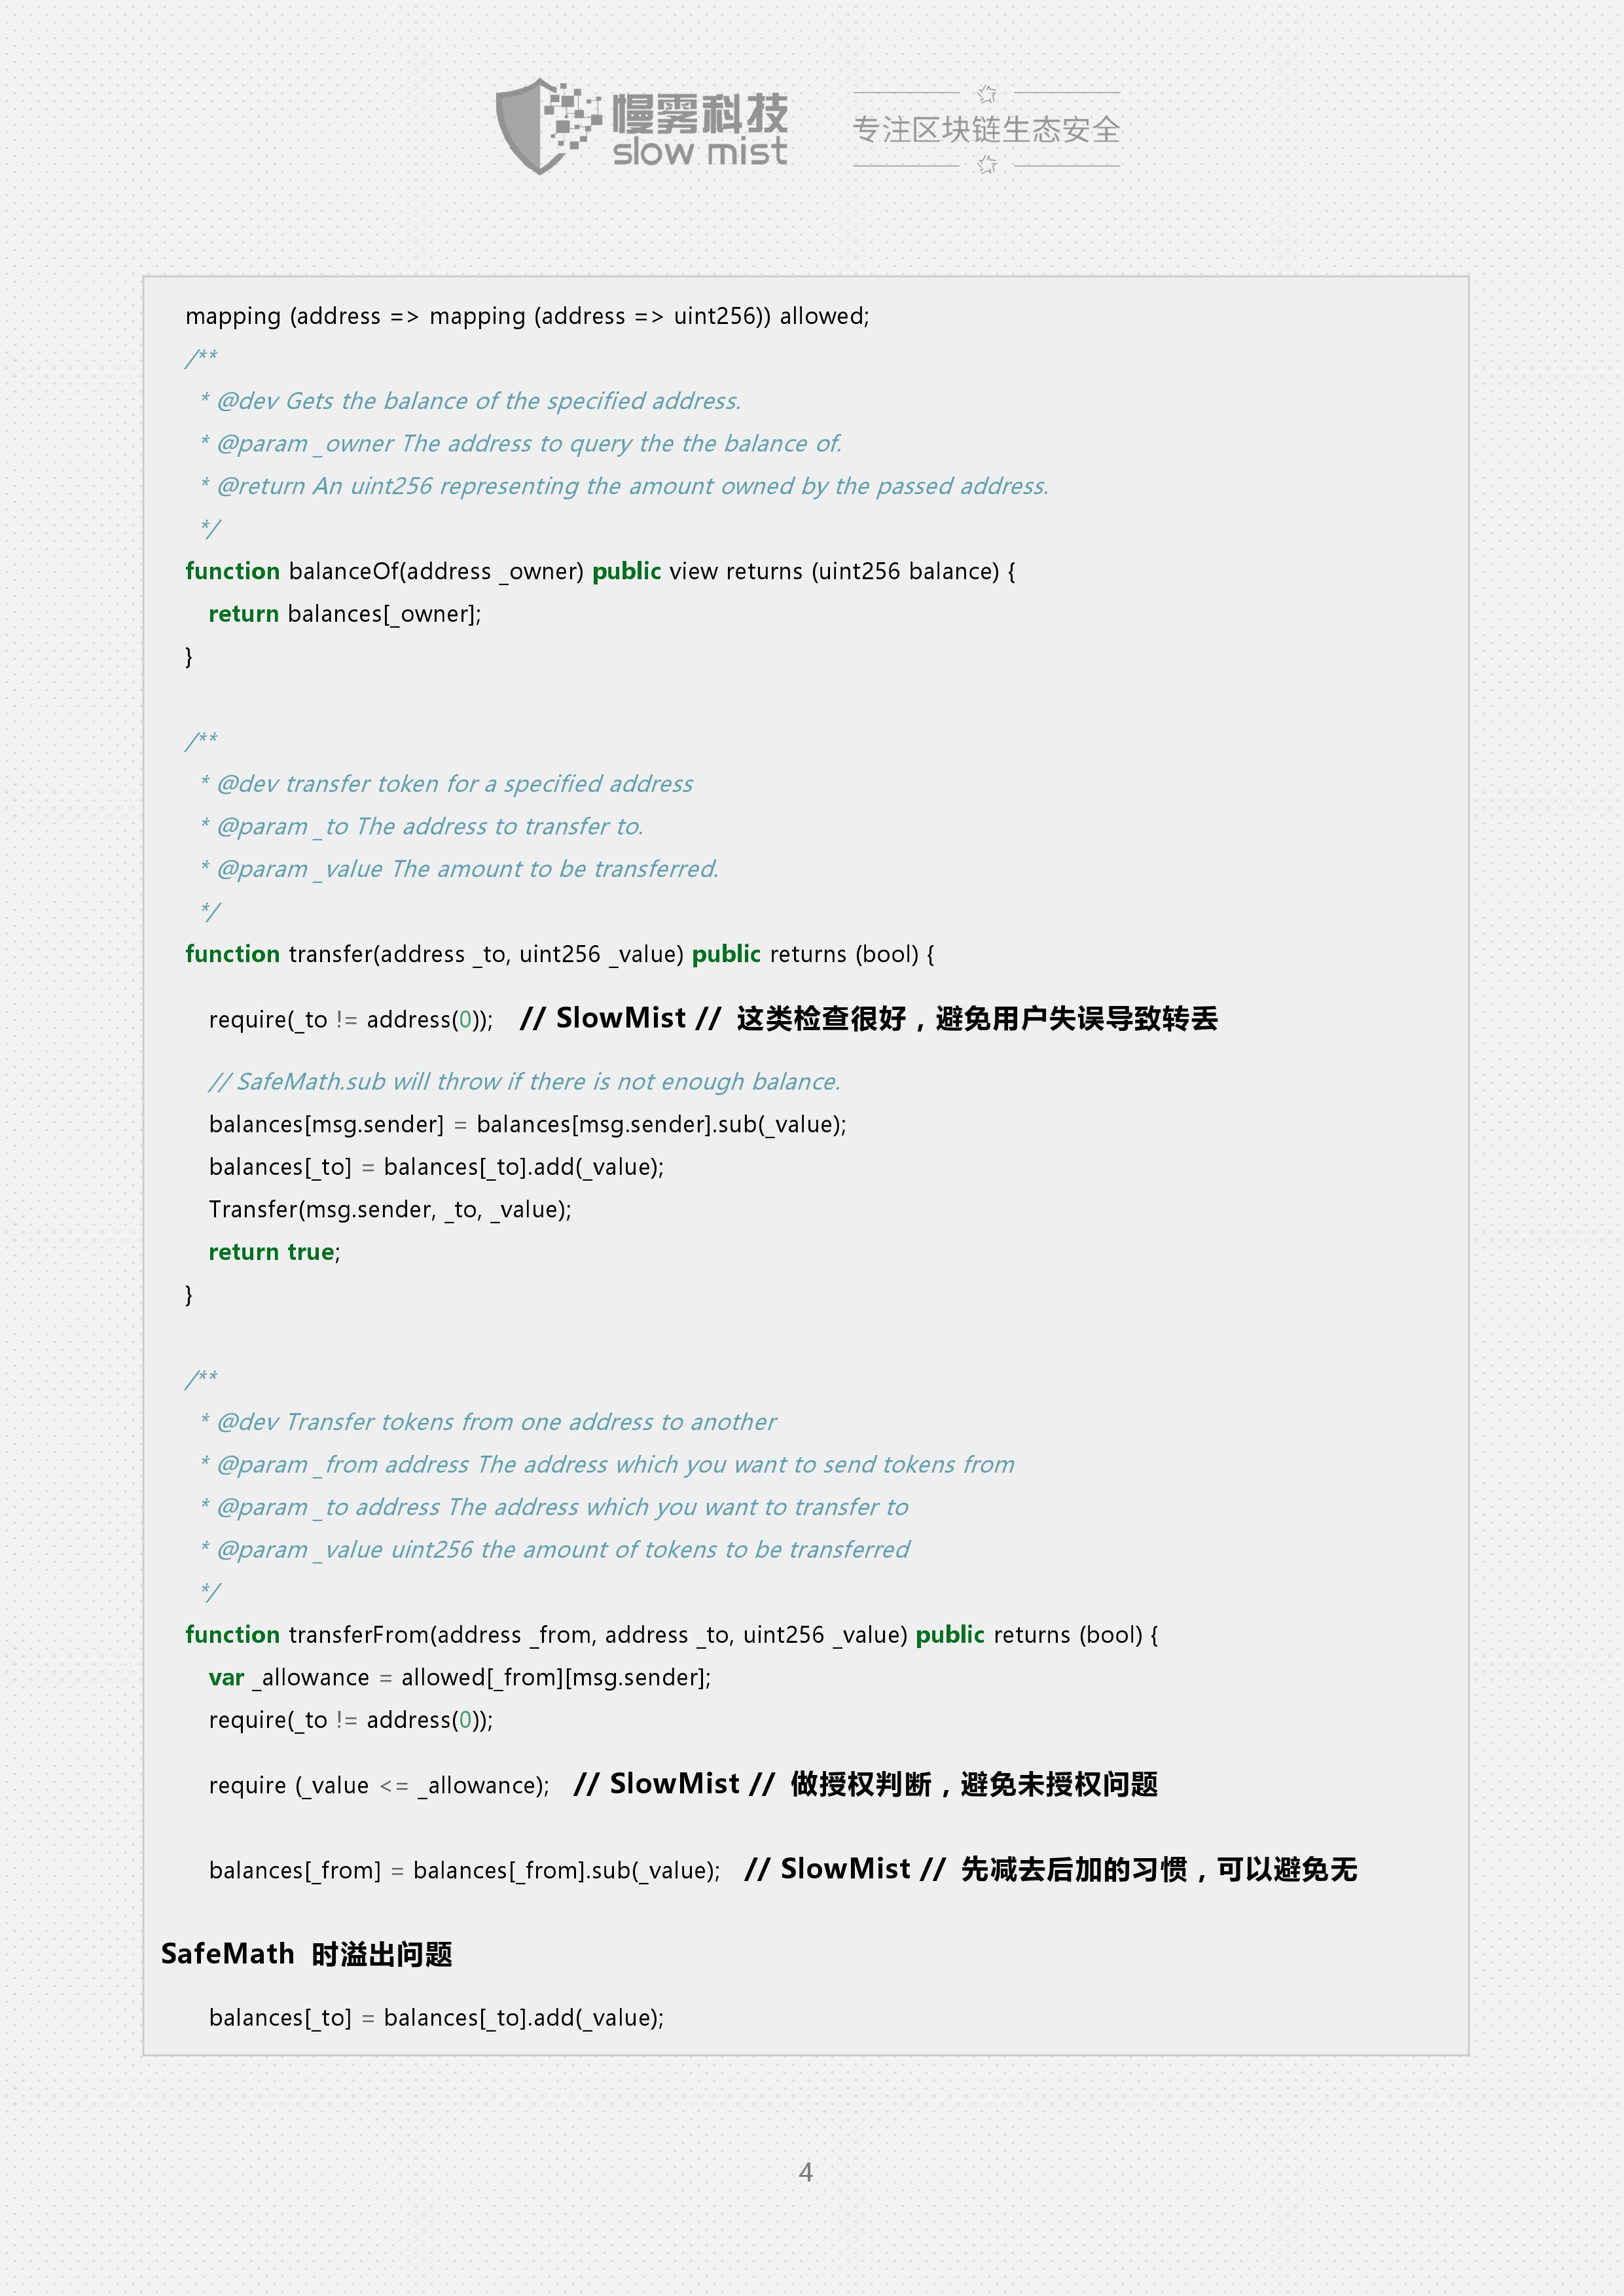 慢雾科技
slow mist
专注区块链生态安全
mapping (address => mapping (address => uint256)) allowed;
/**
* @dev Gets the balance of the specified address.
* @param _owner The address to query the the balance of.
* @return An uint256 representing the amount owned by the passed address.
*/
function balanceOf(address _owner) public view returns (uint256 balance) {
return balances[_owner];
}
/**
* @dev transfer token for a specified address
* @param _to The address to transfer to.
* @param _value The amount to be transferred.
*/
function transfer(address _to, uint256 _value) public returns (bool) {
require(_to != address(0)); // SlowMist // 这类检查很好，避免用户失误导致转丢
// SafeMath.sub will throw if there is not enough balance.
balances[msg.sender] = balances[msg.sender].sub(_value);
balances[_to] = balances[_to].add(_value);
Transfer(msg.sender, _to, _value);
return true;
}
/**
* @dev Transfer tokens from one address to another
* @param _from address The address which you want to send tokens from
* @param _to address The address which you want to transfer to
* @param _value uint256 the amount of tokens to be transferred
*/
function transferFrom(address _from, address _to, uint256 _value) public returns (bool) {
var _allowance = allowed[_from][msg.sender];
require(_to != address(0));
require (_value <= _allowance); // SlowMist // 做授权判断，避免未授权问题
balances[_from] = balances[_from].sub(_value); // SlowMist // 先减去后加的习惯，可以避免无
SafeMath 时溢出问题
balances[_to] = balances[_to].add(_value);
4